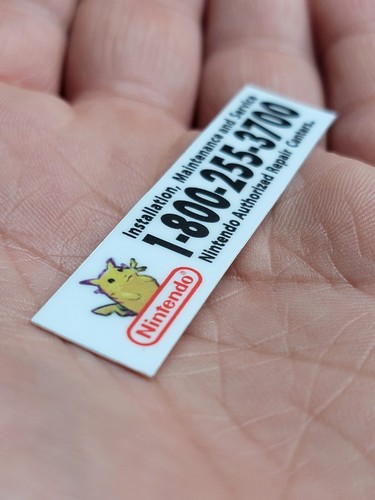 Installation, Maintenance and Service
1-800-255-3700
Nintendo Authorized Repair Centers.
Nintendo®